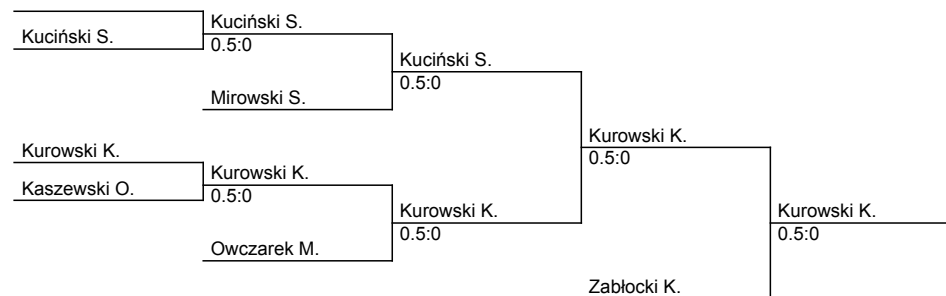 Kuciński S.
Kuciński S.
0.5:0
Mirowski S.
Kuciński S.
0.5:0
Kurowski K.
Kaszewski O.
Kurowski K.
0.5:0
Owczarek M.
Kurowski K.
0.5:0
Kurowski K.
0.5:0
Zabłocki K.
Kurowski K.
0.5:0